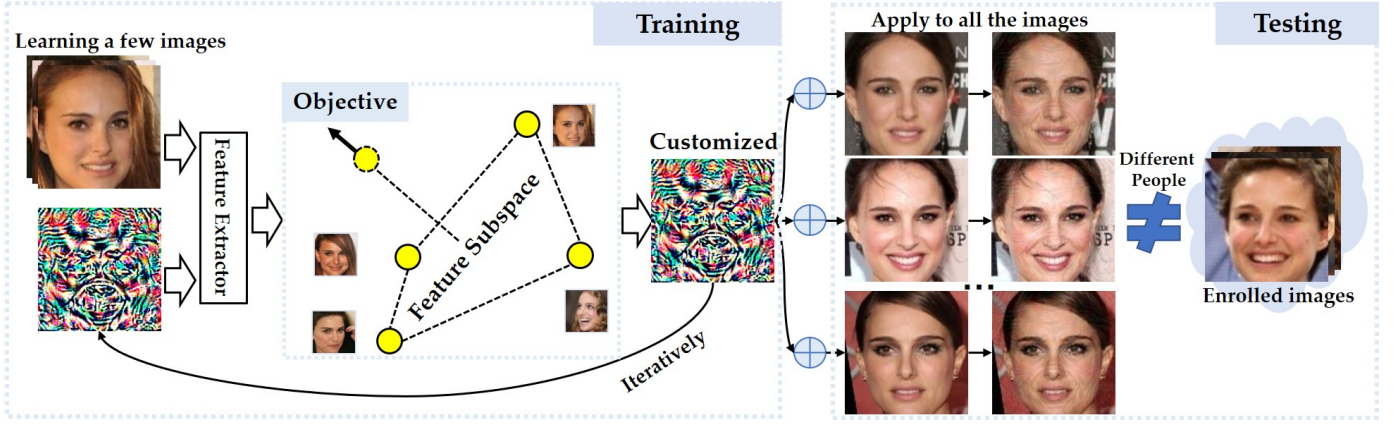 Training
Learning a few images
Feature Extractor
Objective
Feature Subspace
Customized
Iteratively
Testing
Apply to all the images
...
Different
People
Enrolled images